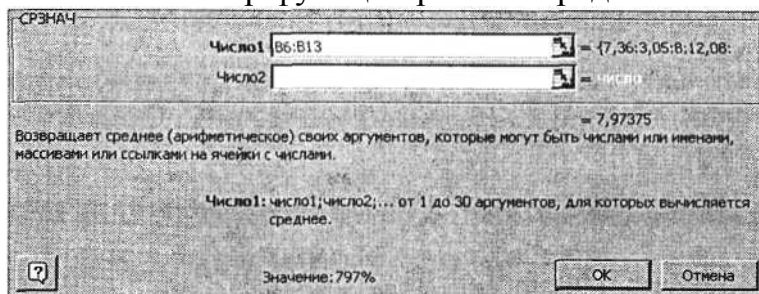 СРЗНАЧ
Число1 B6:B13 = {7,36:3,05:8:12,08:
Число2 = число
= 7,97375
Возвращает среднее (арифметическое) своих аргументов, которые могут быть числами или именами,
массивами или ссылками на ячейки с числами.
Число1: число1;число2;... от 1 до 30 аргументов, для которых вычисляется
среднее.
Значение:797%
OK
Отмена